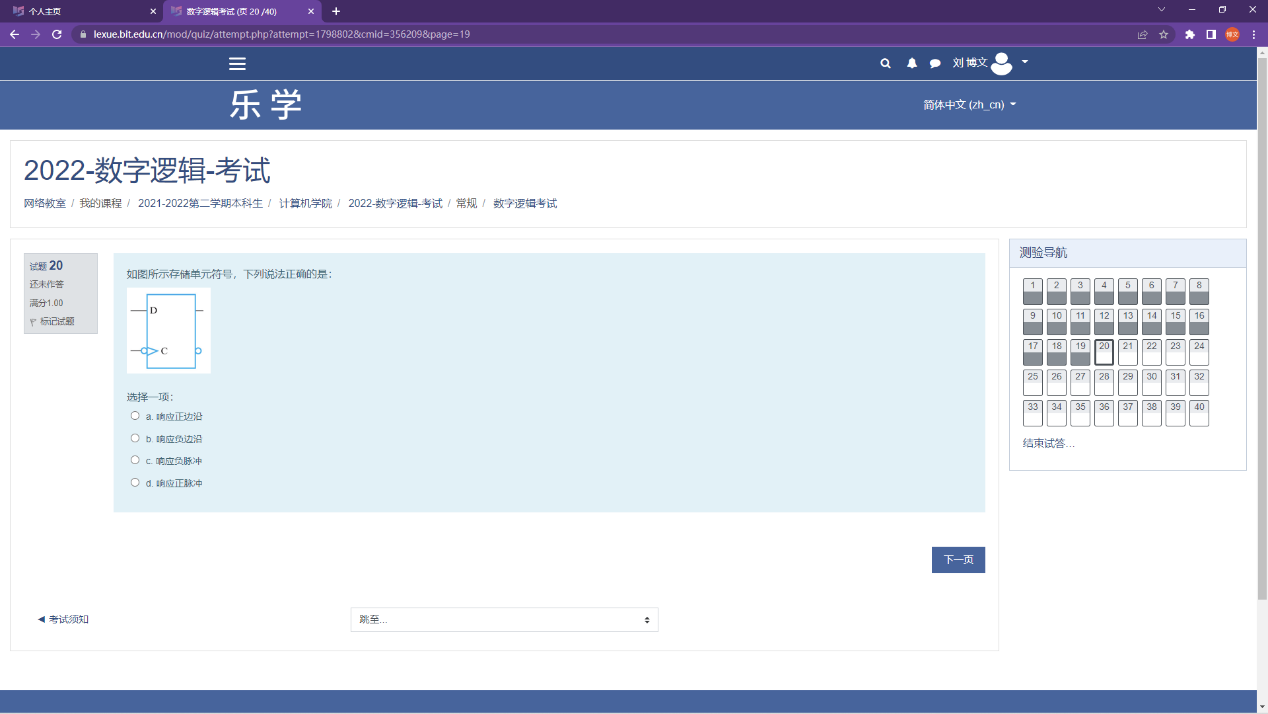 个人主页
数字逻辑考试 (页 20 /40)
lexue.bit.edu.cn/mod/quiz/attempt.php?attempt=1798802&cmid=356209&page=19
博文
刘 博文
乐 学
简体中文 (zh_cn)
2022-数字逻辑-考试
网络教室 / 我的课程 / 2021-2022第二学期本科生 / 计算机学院 / 2022-数字逻辑-考试 / 常规 / 数字逻辑考试
试题 20
还未作答
满分1.00
标记试题
如图所示存储单元符号，下列说法正确的是：
D
C
选择一项：
a. 响应正边沿
b. 响应负边沿
c. 响应负脉冲
d. 响应正脉冲
下一页
◄ 考试须知
跳至...
测验导航
1 2 3 4 5 6 7 8
9 10 11 12 13 14 15 16
17 18 19 20 21 22 23 24
25 26 27 28 29 30 31 32
33 34 35 36 37 38 39 40
结束试答...